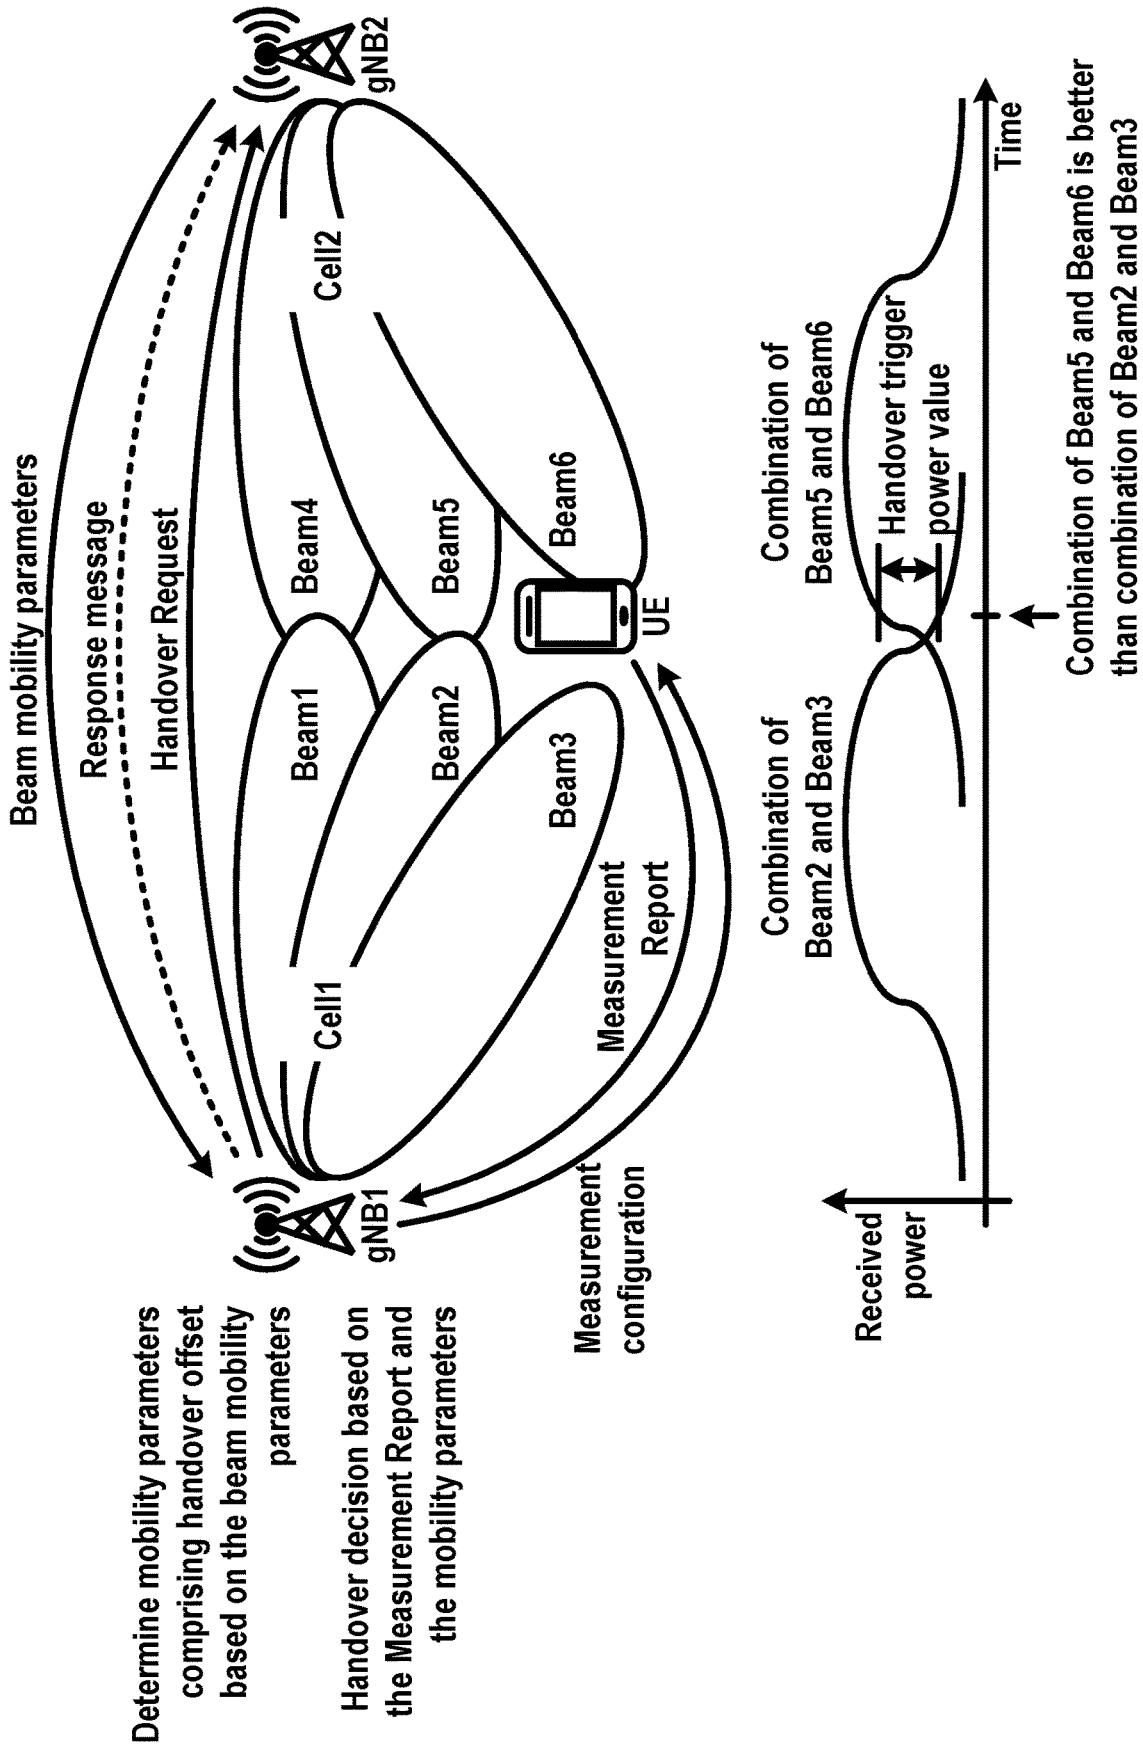 Beam mobility parameters
Response message
Handover Request
Determine mobility parameters
comprising handover offset
based on the beam mobility
parameters
Handover decision based on
the Measurement Report and
the mobility parameters
gNB1
gNB2
Cell1
Cell2
Beam1
Beam4
Beam2
Beam5
Beam3
Beam6
UE
Measurement
Report
Measurement
configuration
Received
power
Combination of
Beam2 and Beam3
Combination of
Beam5 and Beam6
Handover trigger
power value
Time
Combination of Beam5 and Beam6 is better
than combination of Beam2 and Beam3